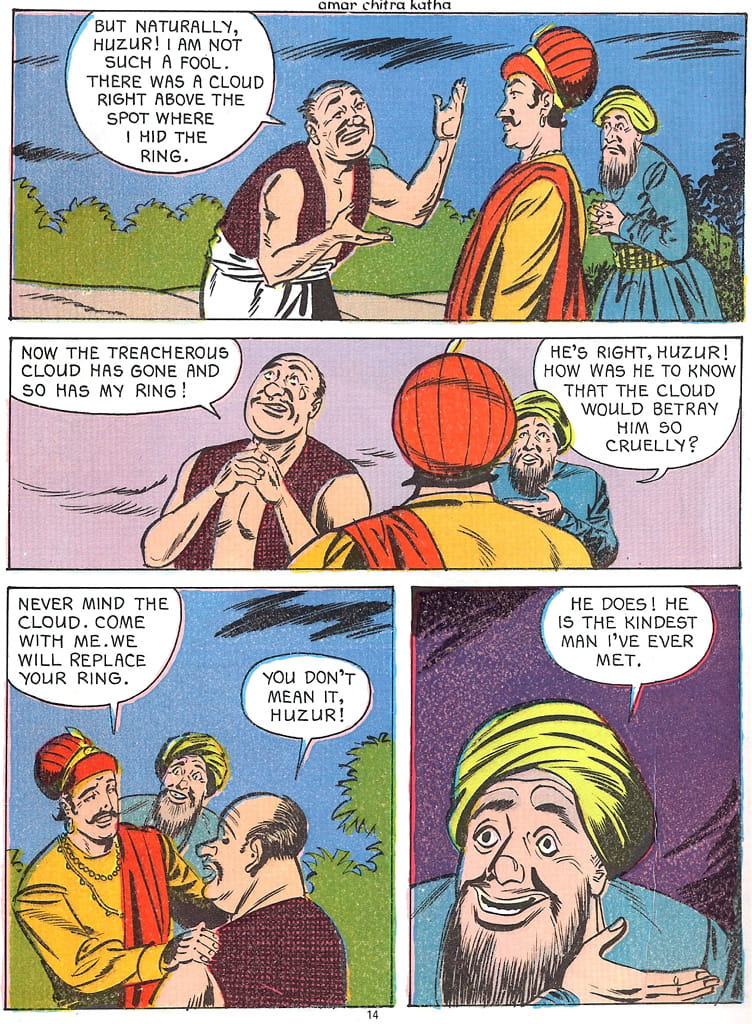 amar chitra katha
BUT NATURALLY,
HUZUR! I AM NOT
SUCH A FOOL.
THERE WAS A CLOUD
RIGHT ABOVE THE
SPOT WHERE
I HID THE
RING.
NOW THE TREACHEROUS
CLOUD HAS GONE AND
SO HAS MY RING!
HE'S RIGHT, HUZUR!
HOW WAS HE TO KNOW
THAT THE CLOUD
WOULD BETRAY
HIM SO
CRUELLY?
NEVER MIND THE
CLOUD. COME
WITH ME. WE
WILL REPLACE
YOUR RING.
YOU DON'T
MEAN IT,
HUZUR!
HE DOES! HE
IS THE KINDEST
MAN I'VE EVER
MET.
14